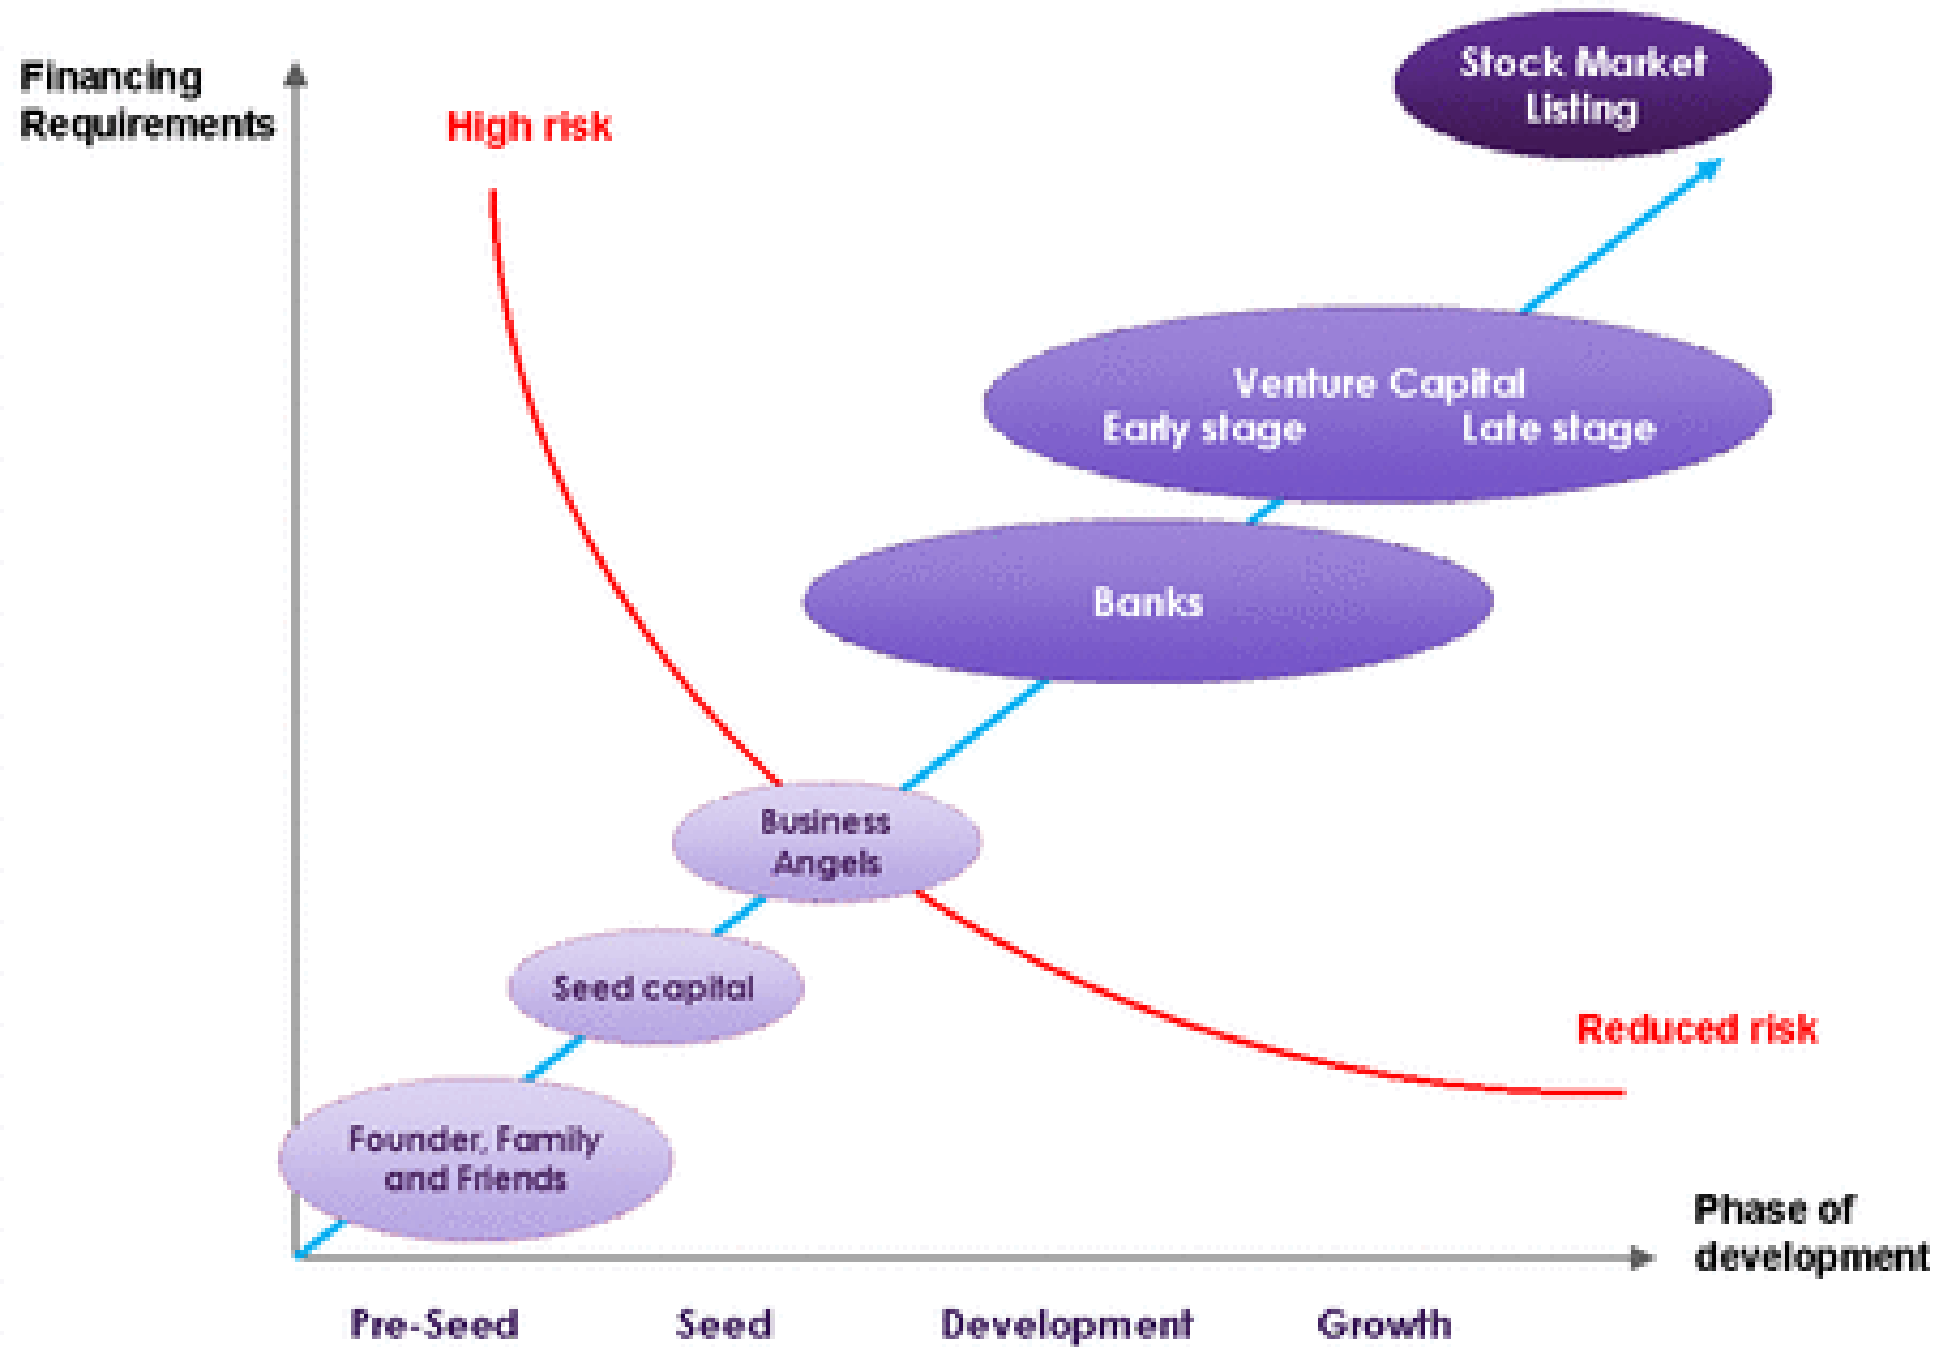 Financing
Requirements
High risk
Stock Market
Listing
Venture Capital
Early stage Late stage
Banks
Business
Angels
Seed capital
Reduced risk
Founder, Family
and Friends
Phase of
development
Pre-Seed Seed Development Growth